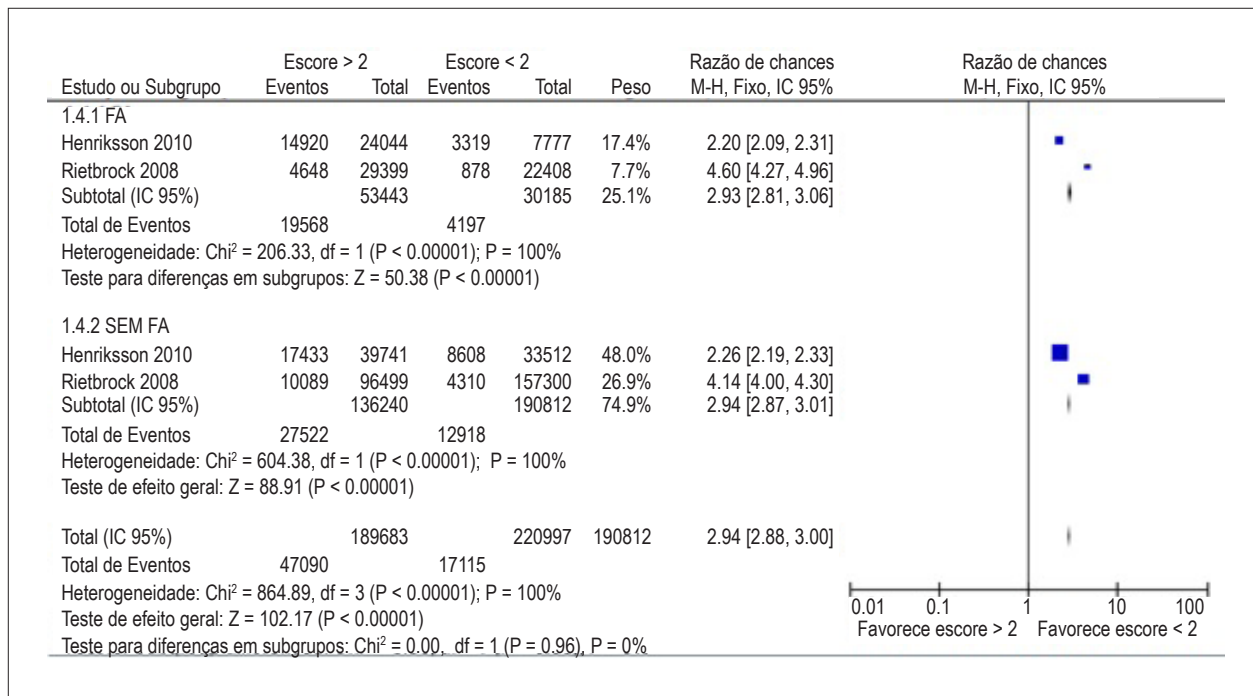 Escore > 2 Escore < 2 Razão de chances Razão de chances
Estudo ou Subgrupo Eventos Total Eventos Total Peso M-H, Fixo, IC 95% M-H, Fixo, IC 95%
1.4.1 FA
Henriksson 2010 14920 24044 3319 7777 17.4% 2.20 [2.09, 2.31]
Rietbrock 2008 4648 29399 878 22408 7.7% 4.60 [4.27, 4.96]
Subtotal (IC 95%) 53443 30185 25.1% 2.93 [2.81, 3.06]
Total de Eventos 19568 4197
Heterogeneidade: Chi² = 206.33, df = 1 (P < 0.00001); P = 100%
Teste para diferenças em subgrupos: Z = 50.38 (P < 0.00001)
1.4.2 SEM FA
Henriksson 2010 17433 39741 8608 33512 48.0% 2.26 [2.19, 2.33]
Rietbrock 2008 10089 96499 4310 157300 26.9% 4.14 [4.00, 4.30]
Subtotal (IC 95%) 136240 190812 74.9% 2.94 [2.87, 3.01]
Total de Eventos 27522 12918
Heterogeneidade: Chi² = 604.38, df = 1 (P < 0.00001); P = 100%
Teste de efeito geral: Z = 88.91 (P < 0.00001)
Total (IC 95%) 189683 220997 190812 2.94 [2.88, 3.00]
Total de Eventos 47090 17115
Heterogeneidade: Chi² = 864.89, df = 3 (P < 0.00001); P = 100%
Teste de efeito geral: Z = 102.17 (P < 0.00001)
Teste para diferenças em subgrupos: Chi² = 0.00, df = 1 (P = 0.96), P = 0%
0.01 0.1 1 10 100
Favorece escore > 2 Favorece escore < 2